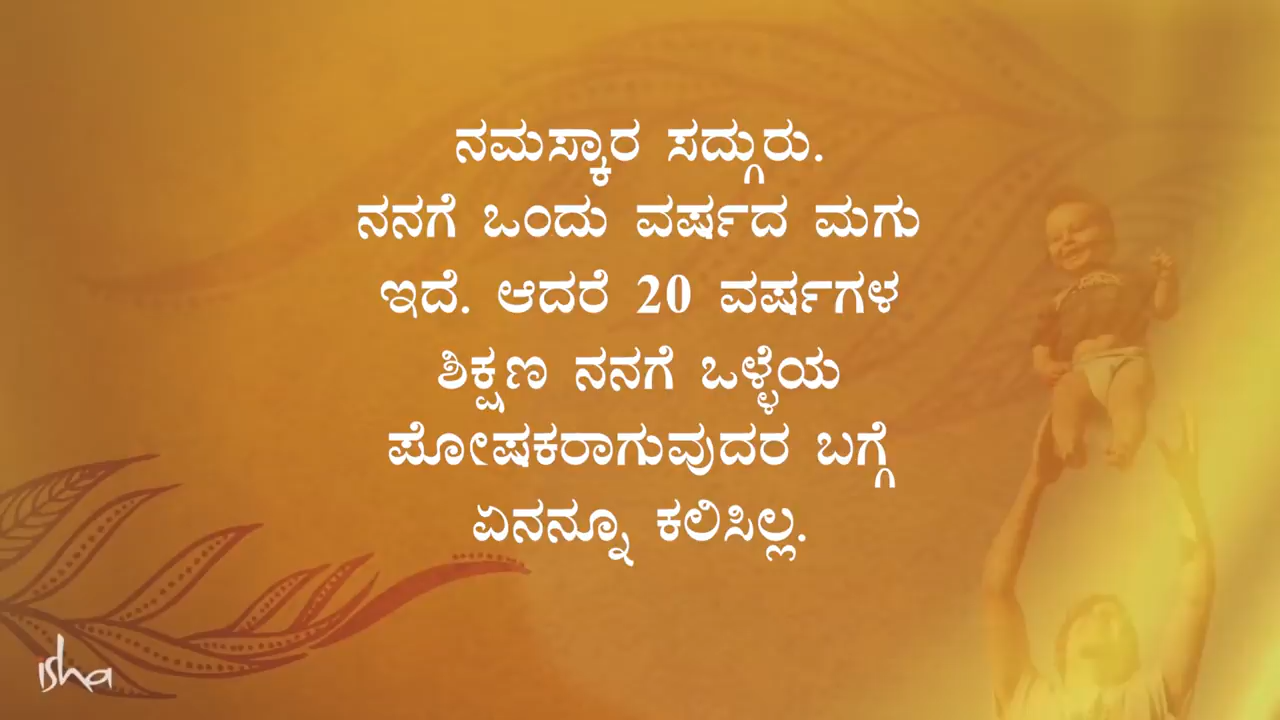 ನಮಸ್ಕಾರ ಸದ್ಗುರು.
ನನಗೆ ಒಂದು ವರ್ಷದ ಮಗು
ಇದೆ. ಆದರೆ 20 ವರ್ಷಗಳ
ಶಿಕ್ಷಣ ನನಗೆ ಒಳ್ಳೆಯ
ಪೋಷಕರಾಗುವುದರ ಬಗ್ಗೆ
ಏನನ್ನೂ ಕಲಿಸಿಲ್ಲ.
isha